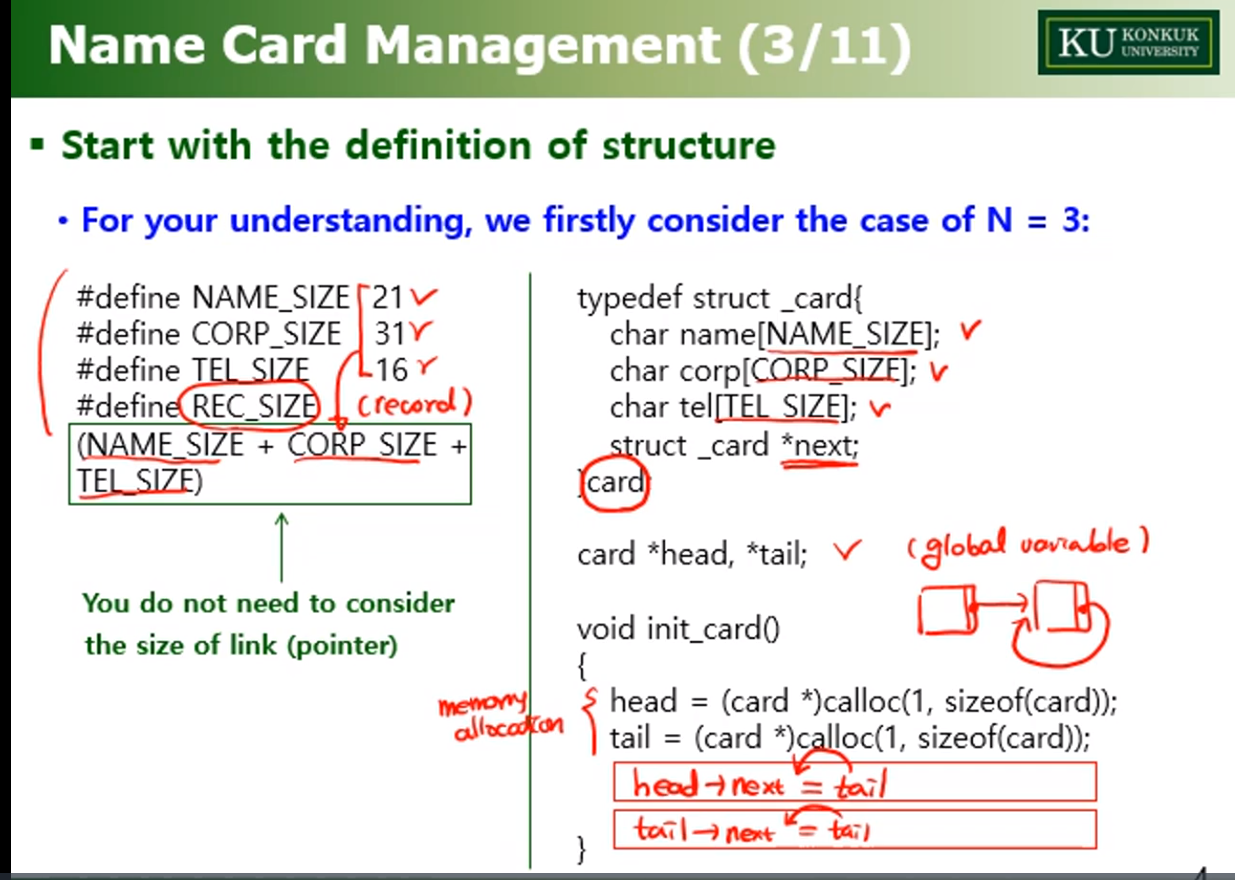 Name Card Management (3/11)
KU KONKUK
UNIVERSITY
▪ Start with the definition of structure
• For your understanding, we firstly consider the case of N = 3:
#define NAME_SIZE 21
#define CORP_SIZE 31
#define TEL_SIZE 16
#define REC_SIZE (record)
(NAME_SIZE + CORP_SIZE +
TEL_SIZE)
You do not need to consider
the size of link (pointer)
typedef struct _card{
char name[NAME_SIZE];
char corp[CORP_SIZE];
char tel[TEL_SIZE];
struct _card *next;
}card
card *head, *tail;
(global variable)
void init_card()
{
memory
allocation
head = (card *)calloc(1, sizeof(card));
tail = (card *)calloc(1, sizeof(card));
head→next = tail
tail→next = tail
}
4